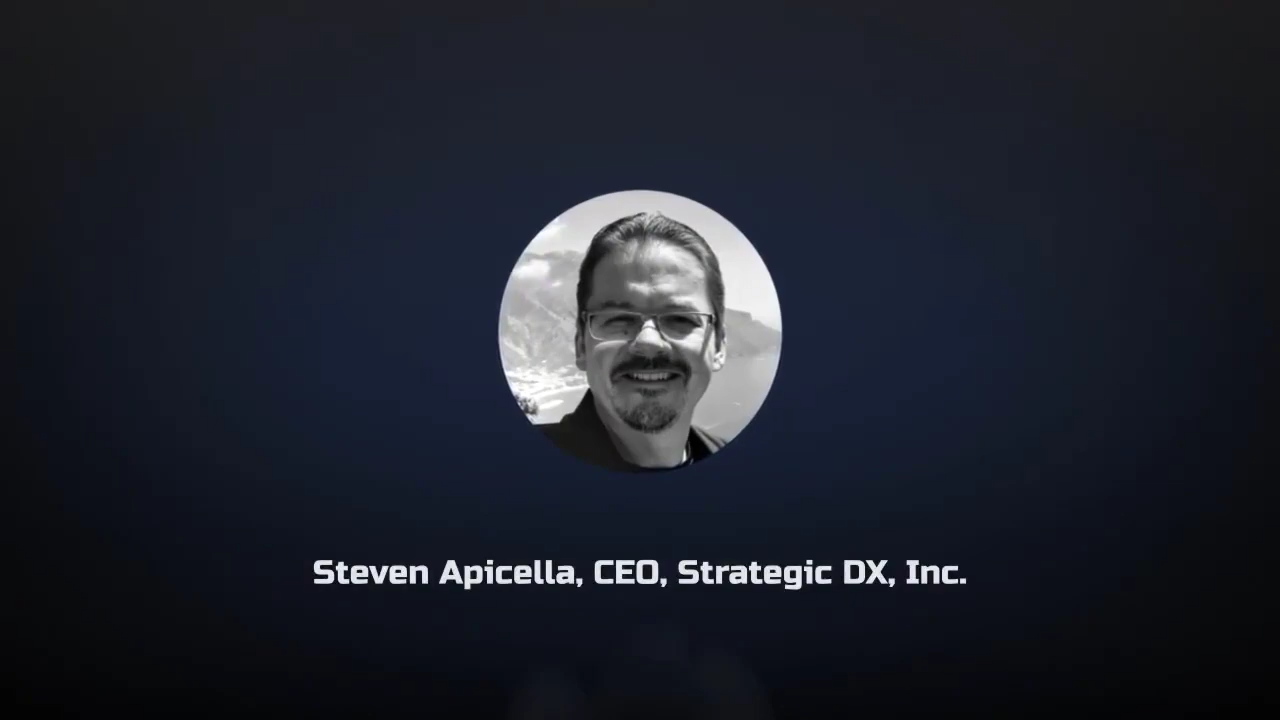 Steven Apicella, CEO, Strategic DX, Inc.